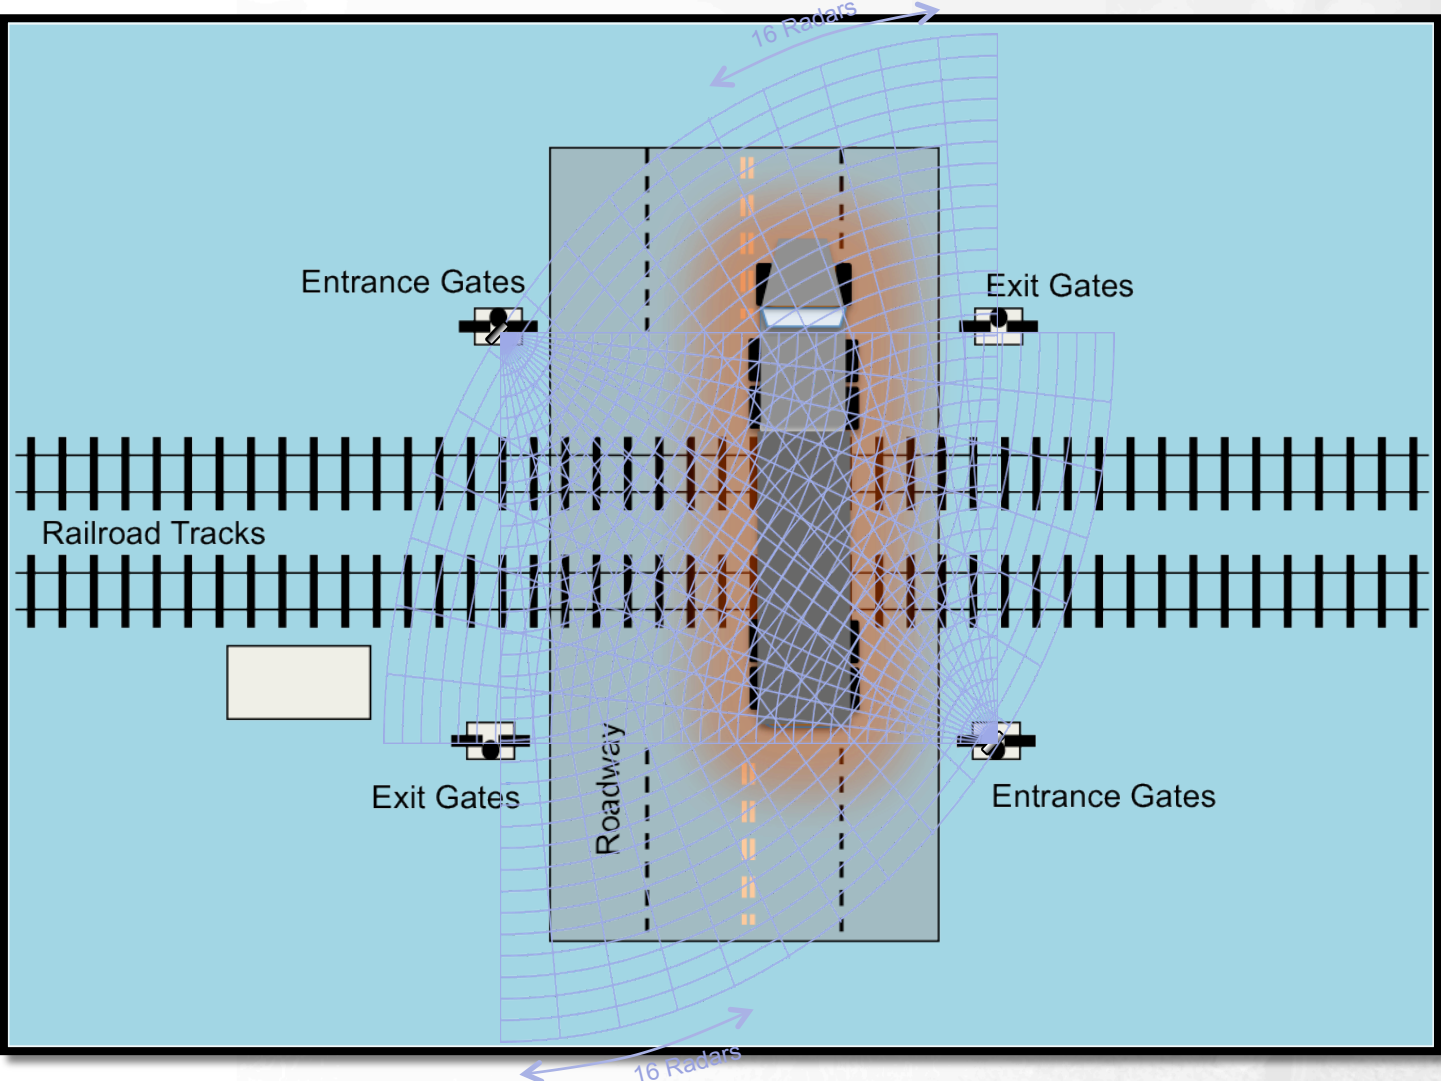 16 Radars
Entrance Gates
Exit Gates
Railroad Tracks
Roadway
Exit Gates
Entrance Gates
16 Radars